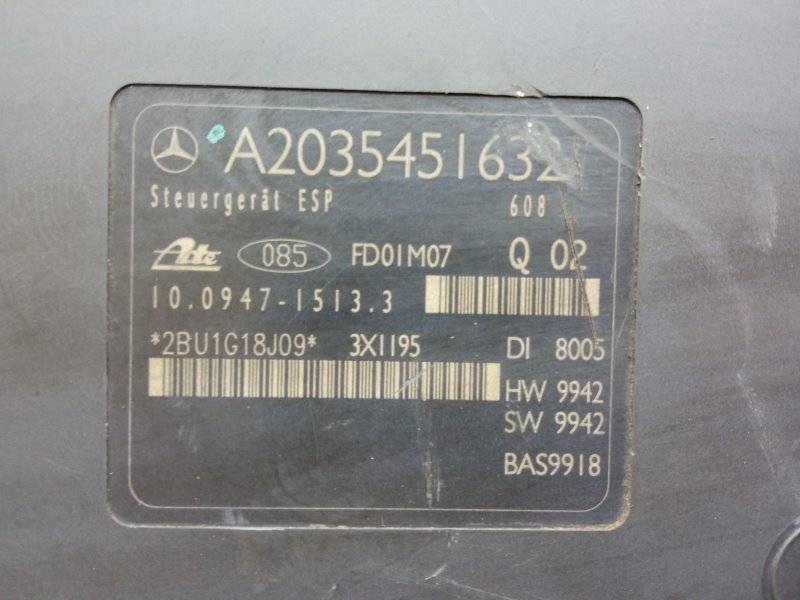 A2035451632
Steuergerät ESP 608
Ate 085 FD01M07 Q 02
10.0947-1513.3
*2BU1G18J09* 3X1195 DI 8005
HW 9942
SW 9942
BAS9918